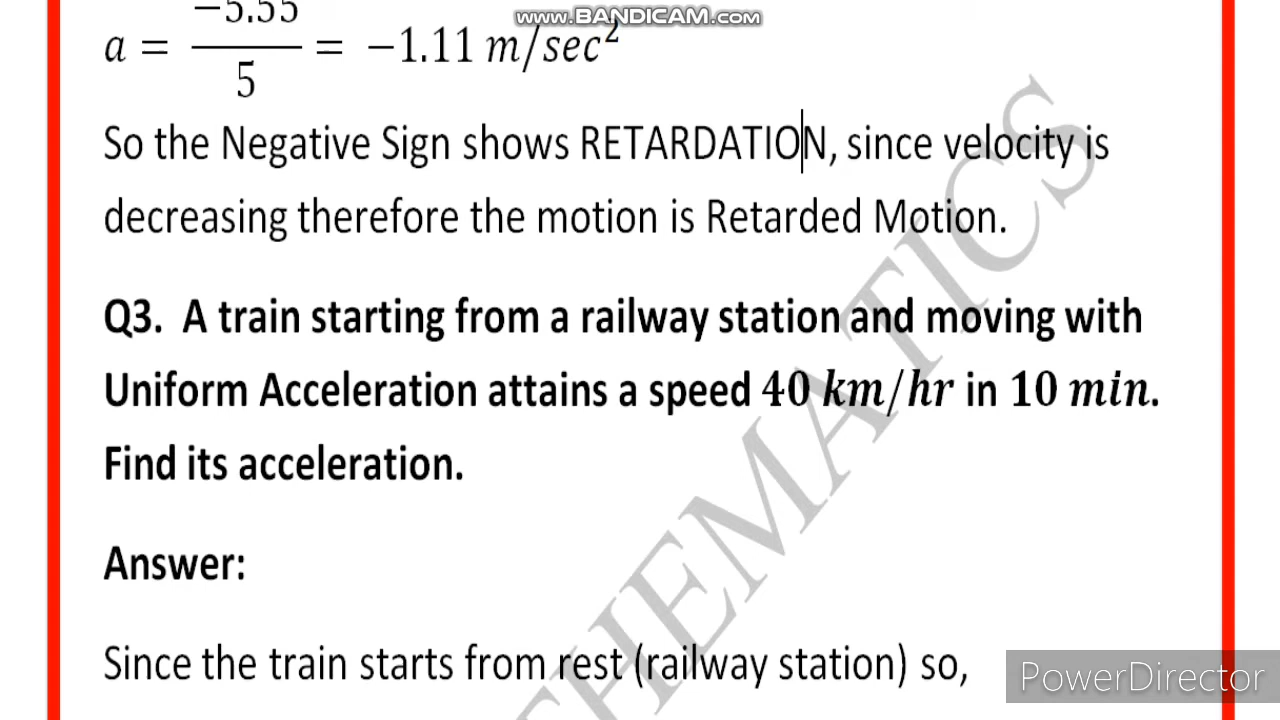 www.BANDICAM.com
-5.55
a = ――― = −1.11 m/sec²
5
So the Negative Sign shows RETARDATION, since velocity is
decreasing therefore the motion is Retarded Motion.
Q3. A train starting from a railway station and moving with
Uniform Acceleration attains a speed 40 km/hr in 10 min.
Find its acceleration.
Answer:
Since the train starts from rest (railway station) so,
HEMATICS
PowerDirector